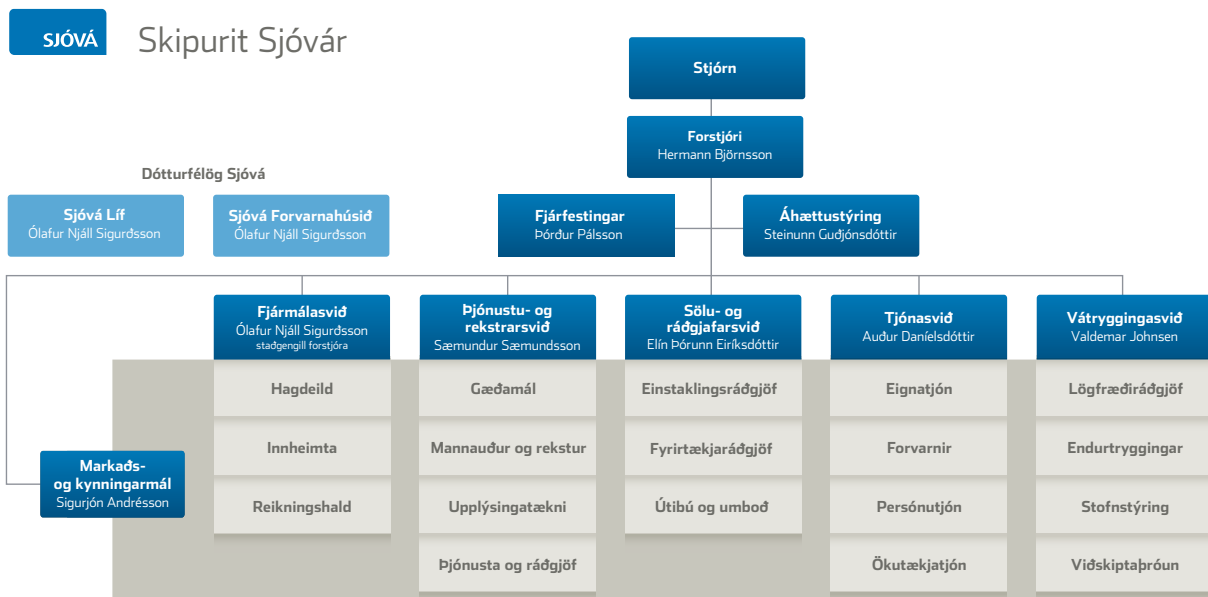 SJÓVÁ
Skipurit Sjóvár
Stjórn
Forstjóri
Hermann Björnsson
Dótturfélög Sjóvá
Sjóvá Líf
Ólafur Njáll Sigurðsson
Sjóvá Forvarnahúsið
Ólafur Njáll Sigurðsson
Fjárfestingar
Þórður Pálsson
Áhættustýring
Steinunn Guðjónsdóttir
Fjármálasvið
Ólafur Njáll Sigurðsson
staðgengill forstjóra
Hagdeild
Innheimta
Reikningshald
Þjónustu- og
rekstrarsvið
Sæmundur Sæmundsson
Gæðamál
Mannauður og rekstur
Upplýsingatækni
Þjónusta og ráðgjöf
Sölu- og
ráðgjafarsvið
Elín Þórunn Eiríksdóttir
Einstaklingsráðgjöf
Fyrirtækjaráðgjöf
Útibú og umboð
Tjónasvið
Auður Daníelsdóttir
Eignatjón
Forvarnir
Persónutjón
Ökutækjatjón
Vátryggingasvið
Valdemar Johnsen
Lögfræðiráðgjöf
Endurtryggingar
Stofnstýring
Viðskiptaþróun
Markaðs-
og kynningarmál
Sigurjón Andrésson